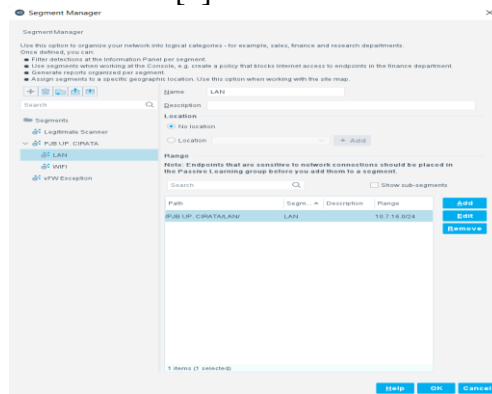 Segment Manager
SegmentManager
Use this option to organize your network into logical categories - for example, sales, finance and research departments.
Once defined, you can:
Filter detections at the Information Panel per segment.
Use segments when working at the Console, e.g. create a policy that blocks Internet access to endpoints in the finance department.
Generate reports organized per segment
Assign segments to a specific geographic location. Use this option when working with the site map.
Name LAN
Search
Description
Location
Segments
No location
Legitimate Scanner
Location
+ Add
PJB UP. CIRATA
LAN
Range
WIFI
Note: Endpoints that are sensitive to network connections should be placed in
the Passive Learning group before you add them to a segment.
vFW Exception
Search
Show sub-segments
Path Segm... Description Range
Add
/PJB UP. CIRATA/LAN/ LAN 10.7.16.0/24
Edit
Remove
1 items (1 selected)
Help OK Cancel